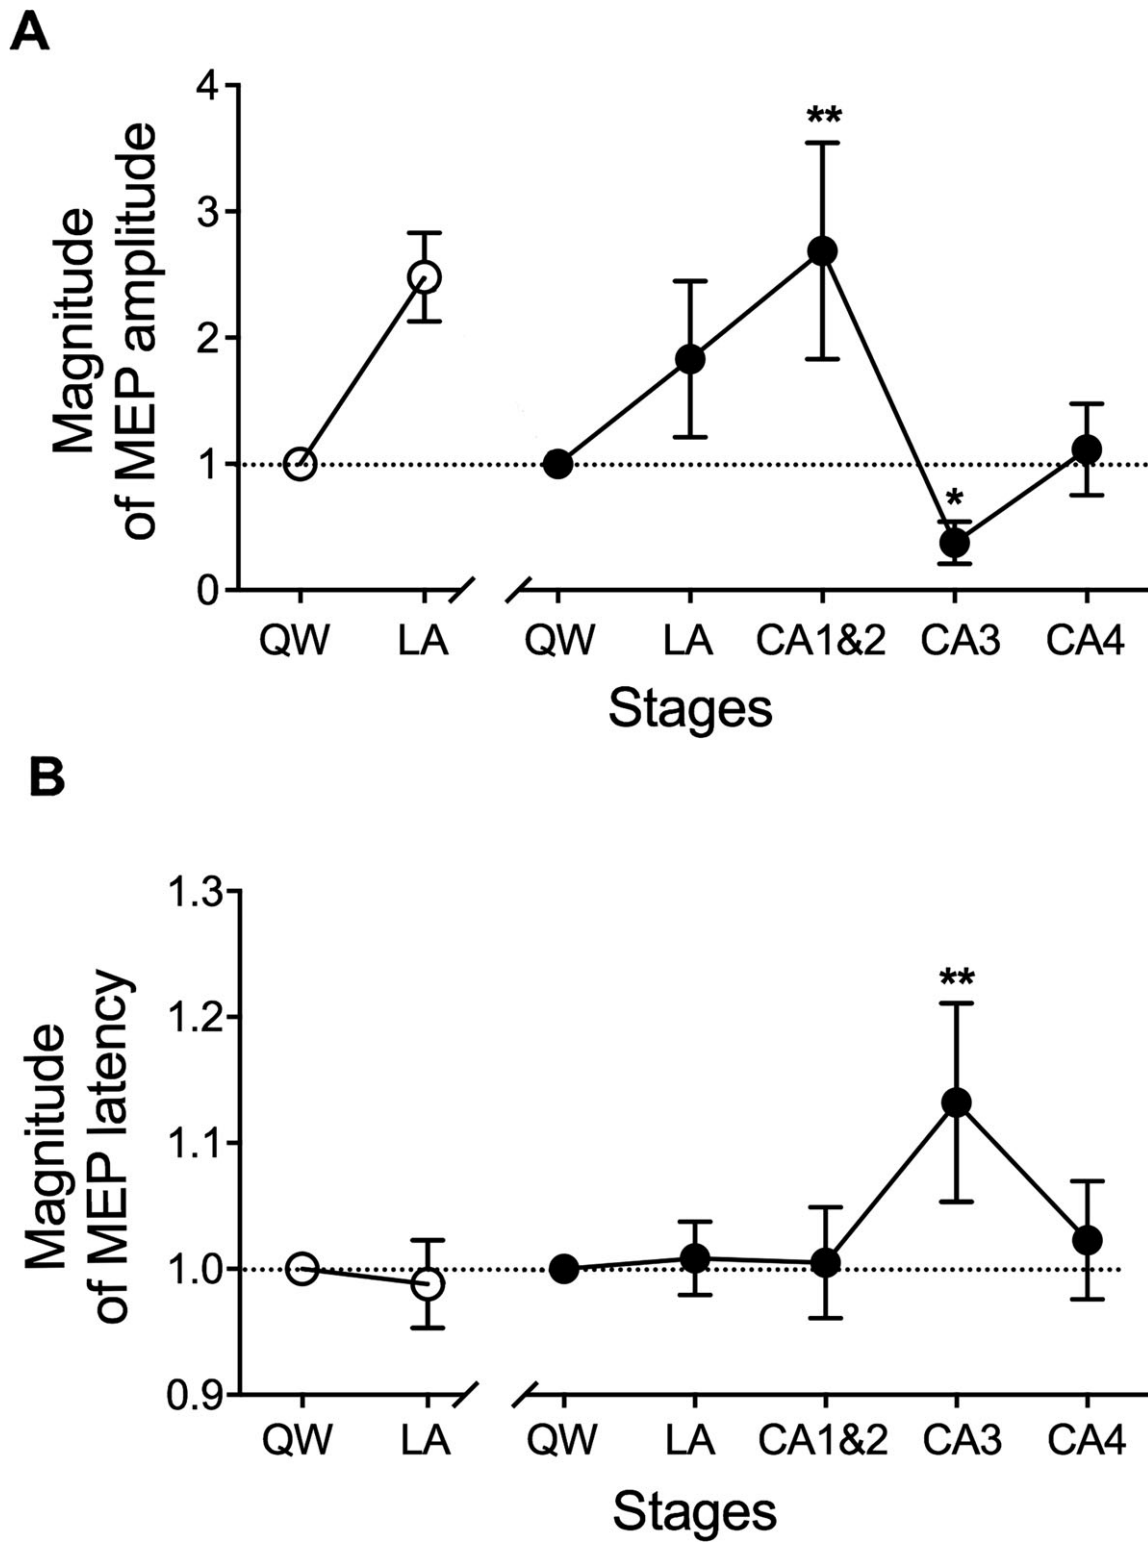 A
Magnitude
of MEP amplitude
4
3
2
1
0
**
*
QW LA QW LA CA1&2 CA3 CA4
Stages
B
Magnitude
of MEP latency
1.3
1.2
1.1
1.0
0.9
**
QW LA QW LA CA1&2 CA3 CA4
Stages